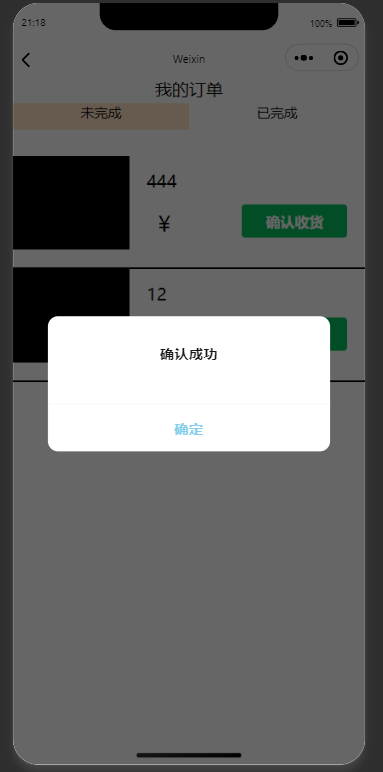 21:18
100%
Weixin
我的订单
未完成
已完成
444
¥
确认收货
12
确认成功
确定